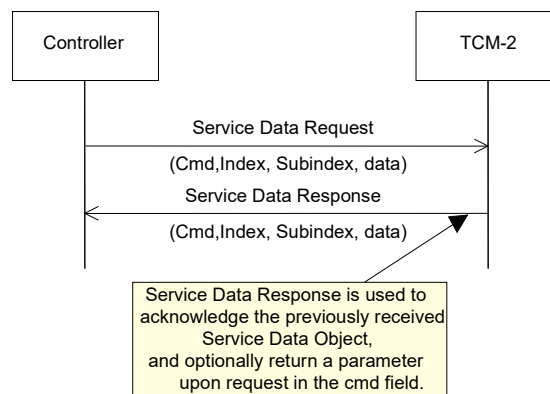 Controller
TCM-2
Service Data Request
(Cmd,Index, Subindex, data)
Service Data Response
(Cmd,Index, Subindex, data)
Service Data Response is used to
acknowledge the previously received
Service Data Object,
and optionally return a parameter
upon request in the cmd field.